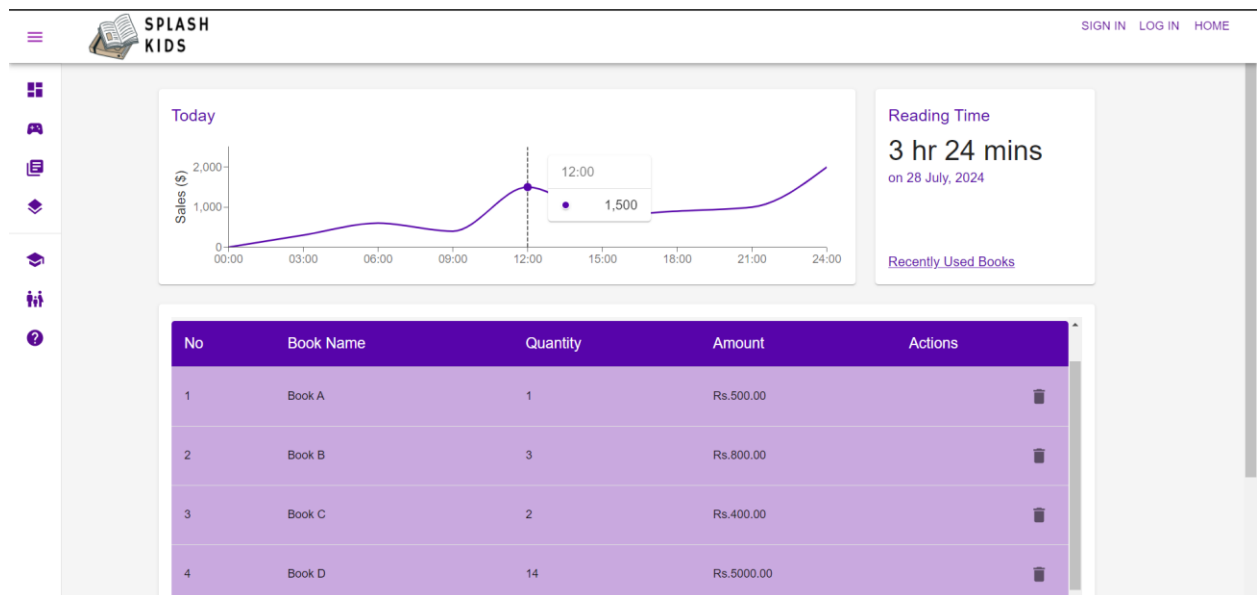 SPLASH
KIDS
SIGN IN LOG IN HOME
Today
Sales ($)
2,000
1,000
0
00:00 03:00 06:00 09:00 12:00 15:00 18:00 21:00 24:00
12:00
1,500
Reading Time
3 hr 24 mins
on 28 July, 2024
Recently Used Books
No Book Name Quantity Amount Actions
1 Book A 1 Rs.500.00
2 Book B 3 Rs.800.00
3 Book C 2 Rs.400.00
4 Book D 14 Rs.5000.00